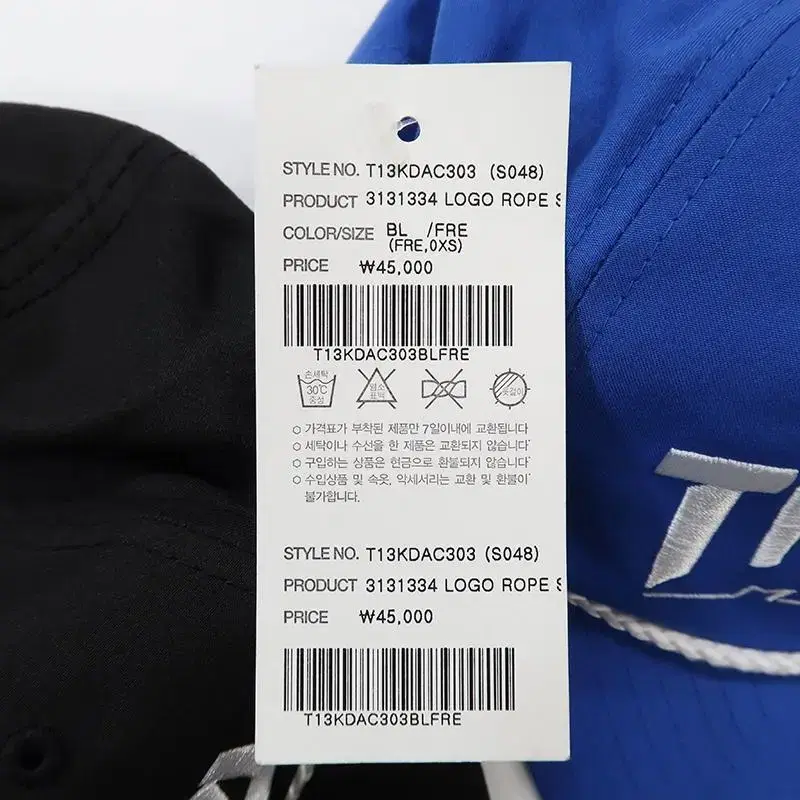 STYLE NO. T13KDAC303 (S048)
PRODUCT 3131334 LOGO ROPE S
COLOR/SIZE BL /FRE
(FRE,0XS)
PRICE ₩45,000
T13KDAC303BLFRE
손세탁
30℃
중성
염소
표백
옷걸이
○ 가격표가 부착된 제품만 7일이내에 교환됩니다
○ 세탁이나 수선을 한 제품은 교환되지 않습니다
○ 구입하는 상품은 현금으로 환불되지 않습니다
○ 수입상품 및 속옷, 악세서리는 교환 및 환불이
불가합니다.
STYLE NO. T13KDAC303 (S048)
PRODUCT 3131334 LOGO ROPE S
PRICE ₩45,000
T13KDAC303BLFRE